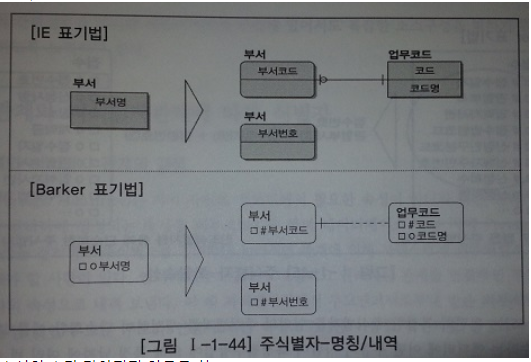 [IE 표기법]
부서
부서명
부서
부서코드
업무코드
코드
코드명
부서
부서번호
[Barker 표기법]
부서
□ o 부서명
부서
□ # 부서코드
업무코드
□ # 코드
□ o 코드명
부서
□ # 부서번호
[그림 Ⅰ-1-44] 주식별자-명칭/내역